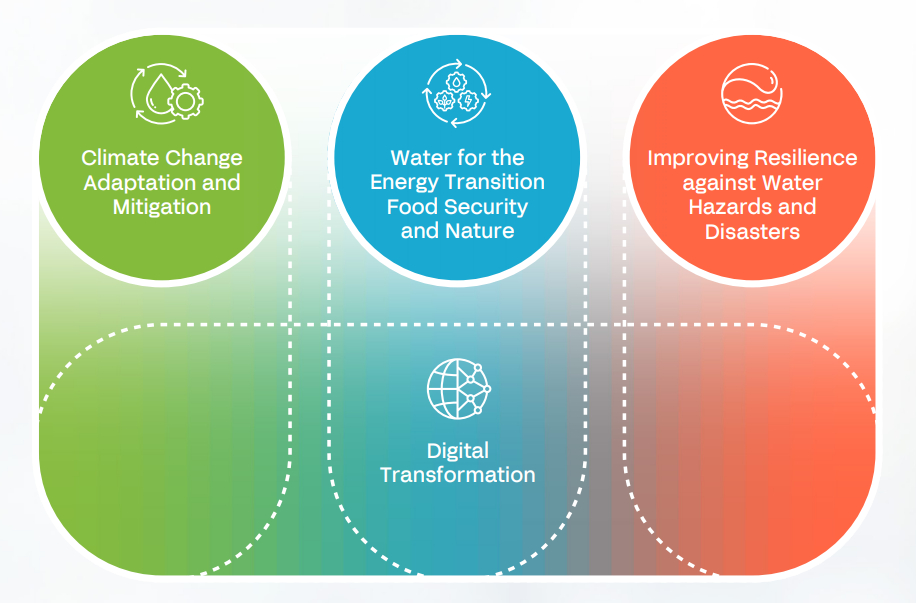 Climate Change
Adaptation and
Mitigation
Water for the
Energy Transition
Food Security
and Nature
Improving Resilience
against Water
Hazards and
Disasters
Digital
Transformation